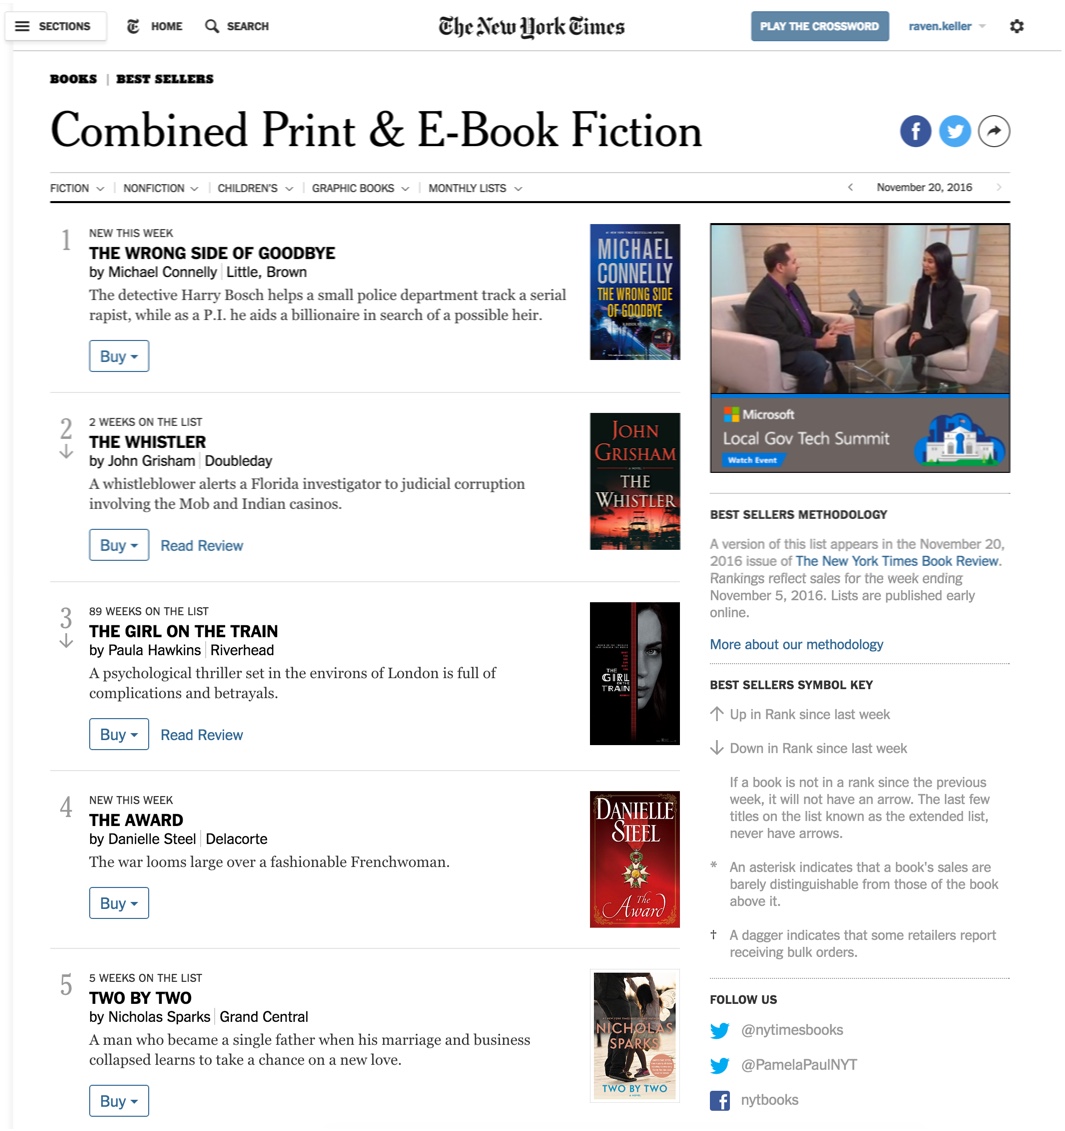 SECTIONS
HOME
SEARCH
The New York Times
PLAY THE CROSSWORD
raven.keller
BOOKS | BEST SELLERS
Combined Print & E-Book Fiction
FICTION
NONFICTION
CHILDREN'S
GRAPHIC BOOKS
MONTHLY LISTS
November 20, 2016
1
NEW THIS WEEK
THE WRONG SIDE OF GOODBYE
by Michael Connelly | Little, Brown
The detective Harry Bosch helps a small police department track a serial
rapist, while as a P.I. he aids a billionaire in search of a possible heir.
Buy
MICHAEL
CONNELLY
THE WRONG SIDE
OF GOODBYE
2
2 WEEKS ON THE LIST
THE WHISTLER
by John Grisham | Doubleday
A whistleblower alerts a Florida investigator to judicial corruption
involving the Mob and Indian casinos.
Buy
Read Review
JOHN
GRISHAM
THE
WHISTLER
3
89 WEEKS ON THE LIST
THE GIRL ON THE TRAIN
by Paula Hawkins | Riverhead
A psychological thriller set in the environs of London is full of
complications and betrayals.
Buy
Read Review
THE
GIRL
ON THE
TRAIN
4
NEW THIS WEEK
THE AWARD
by Danielle Steel | Delacorte
The war looms large over a fashionable Frenchwoman.
Buy
DANIELLE
STEEL
The
Award
5
5 WEEKS ON THE LIST
TWO BY TWO
by Nicholas Sparks | Grand Central
A man who became a single father when his marriage and business
collapsed learns to take a chance on a new love.
Buy
NICHOLAS
SPARKS
TWO BY TWO
Microsoft
Local Gov Tech Summit
Watch Event
BEST SELLERS METHODOLOGY
A version of this list appears in the November 20,
2016 issue of The New York Times Book Review.
Rankings reflect sales for the week ending
November 5, 2016. Lists are published early
online.
More about our methodology
BEST SELLERS SYMBOL KEY
↑ Up in Rank since last week
↓ Down in Rank since last week
If a book is not in a rank since the previous
week, it will not have an arrow. The last few
titles on the list known as the extended list,
never have arrows.
* An asterisk indicates that a book's sales are
barely distinguishable from those of the book
above it.
† A dagger indicates that some retailers report
receiving bulk orders.
FOLLOW US
@nytimesbooks
@PamelaPaulNYT
nytbooks